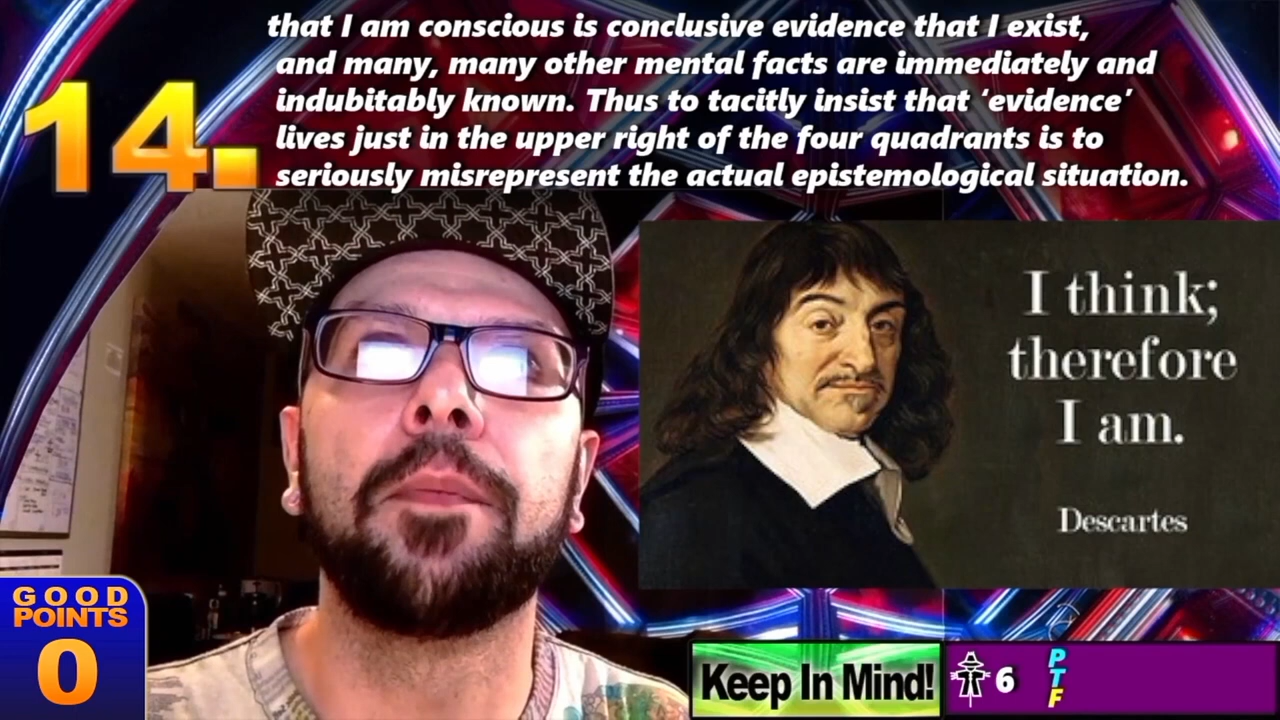 that I am conscious is conclusive evidence that I exist,
and many, many other mental facts are immediately and
indubitably known. Thus to tacitly insist that ‘evidence’
lives just in the upper right of the four quadrants is to
seriously misrepresent the actual epistemological situation.
14.
I think;
therefore
I am.
Descartes
GOOD
POINTS
0
Keep In Mind!
6
P
T
F